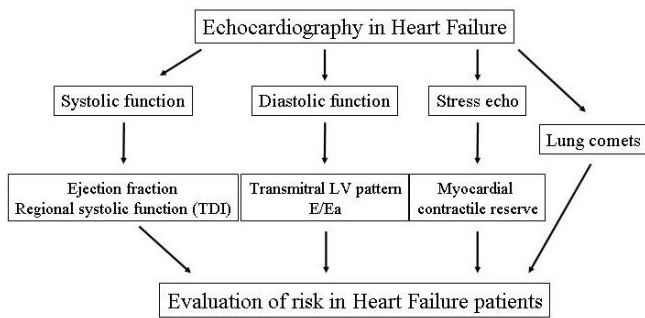 Echocardiography in Heart Failure
Systolic function
Diastolic function
Stress echo
Lung comets
Ejection fraction
Regional systolic function (TDI)
Transmitral LV pattern
E/Ea
Myocardial
contractile reserve
Evaluation of risk in Heart Failure patients